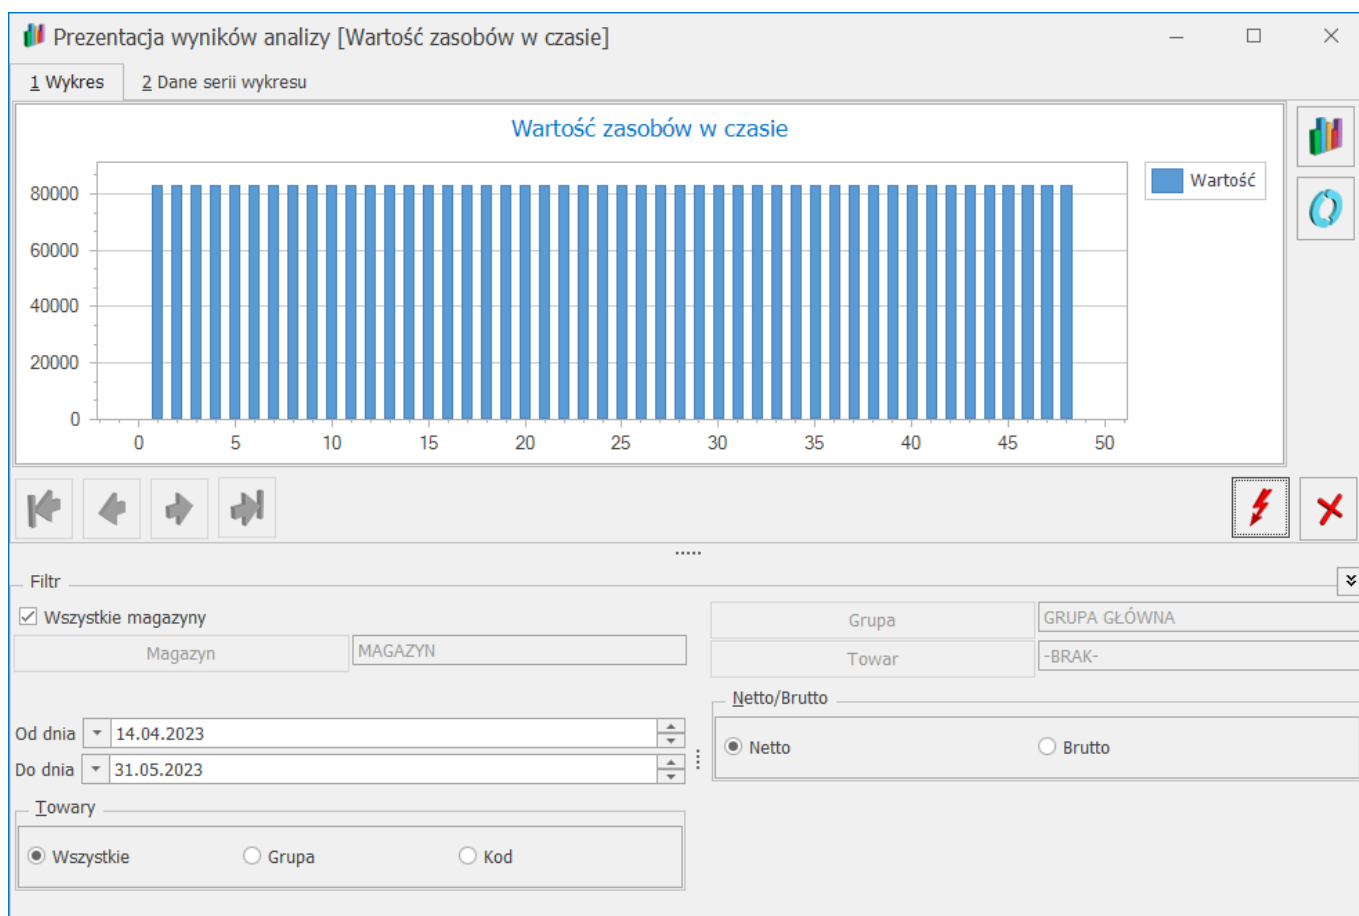 Prezentacja wyników analizy [Wartość zasobów w czasie]
1 Wykres
2 Dane serii wykresu
Wartość zasobów w czasie
80000
60000
40000
20000
0
0 5 10 15 20 25 30 35 40 45 50
Wartość
Filtr
Wszystkie magazyny
Magazyn MAGAZYN
Grupa GRUPA GŁÓWNA
Towar -BRAK-
Od dnia 14.04.2023
Do dnia 31.05.2023
Netto/Brutto
Netto Brutto
Towary
Wszystkie Grupa Kod